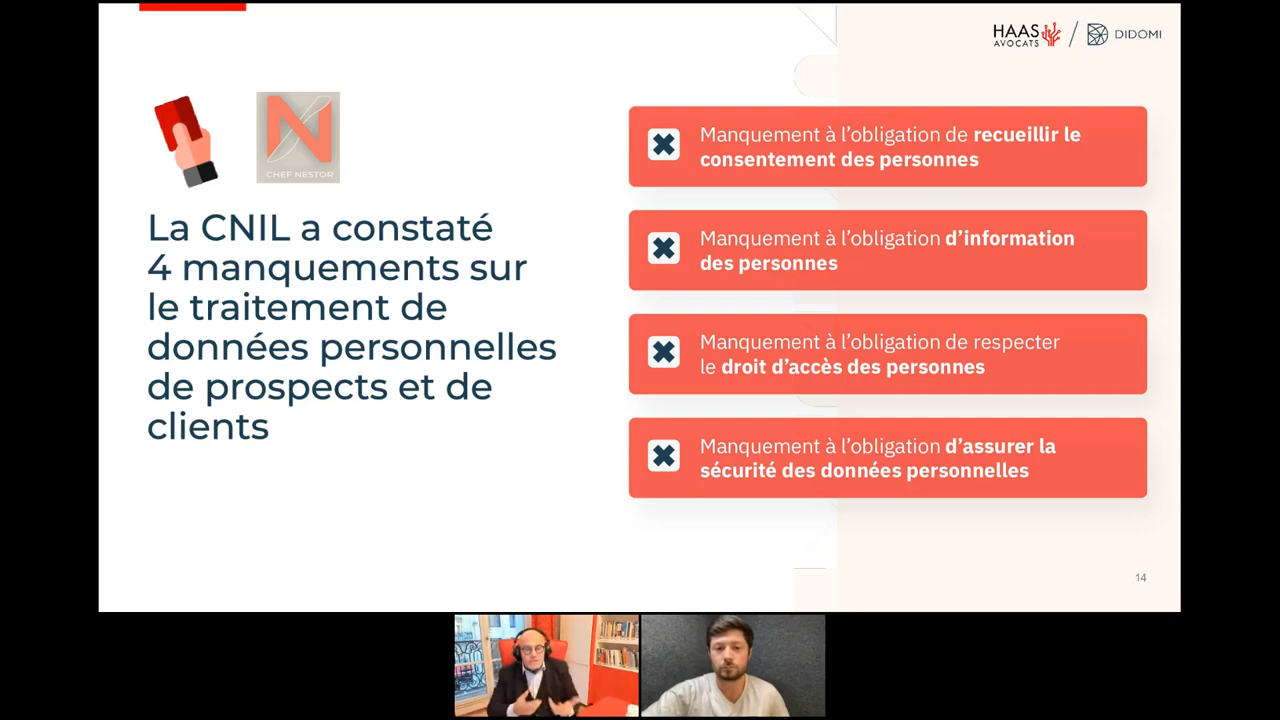 HAAS
AVOCATS
DIDOMI
N
CHEF NESTOR
La CNIL a constaté
4 manquements sur
le traitement de
données personnelles
de prospects et de
clients
Manquement à l’obligation de recueillir le
consentement des personnes
Manquement à l’obligation d’information
des personnes
Manquement à l’obligation de respecter
le droit d’accès des personnes
Manquement à l’obligation d’assurer la
sécurité des données personnelles
14